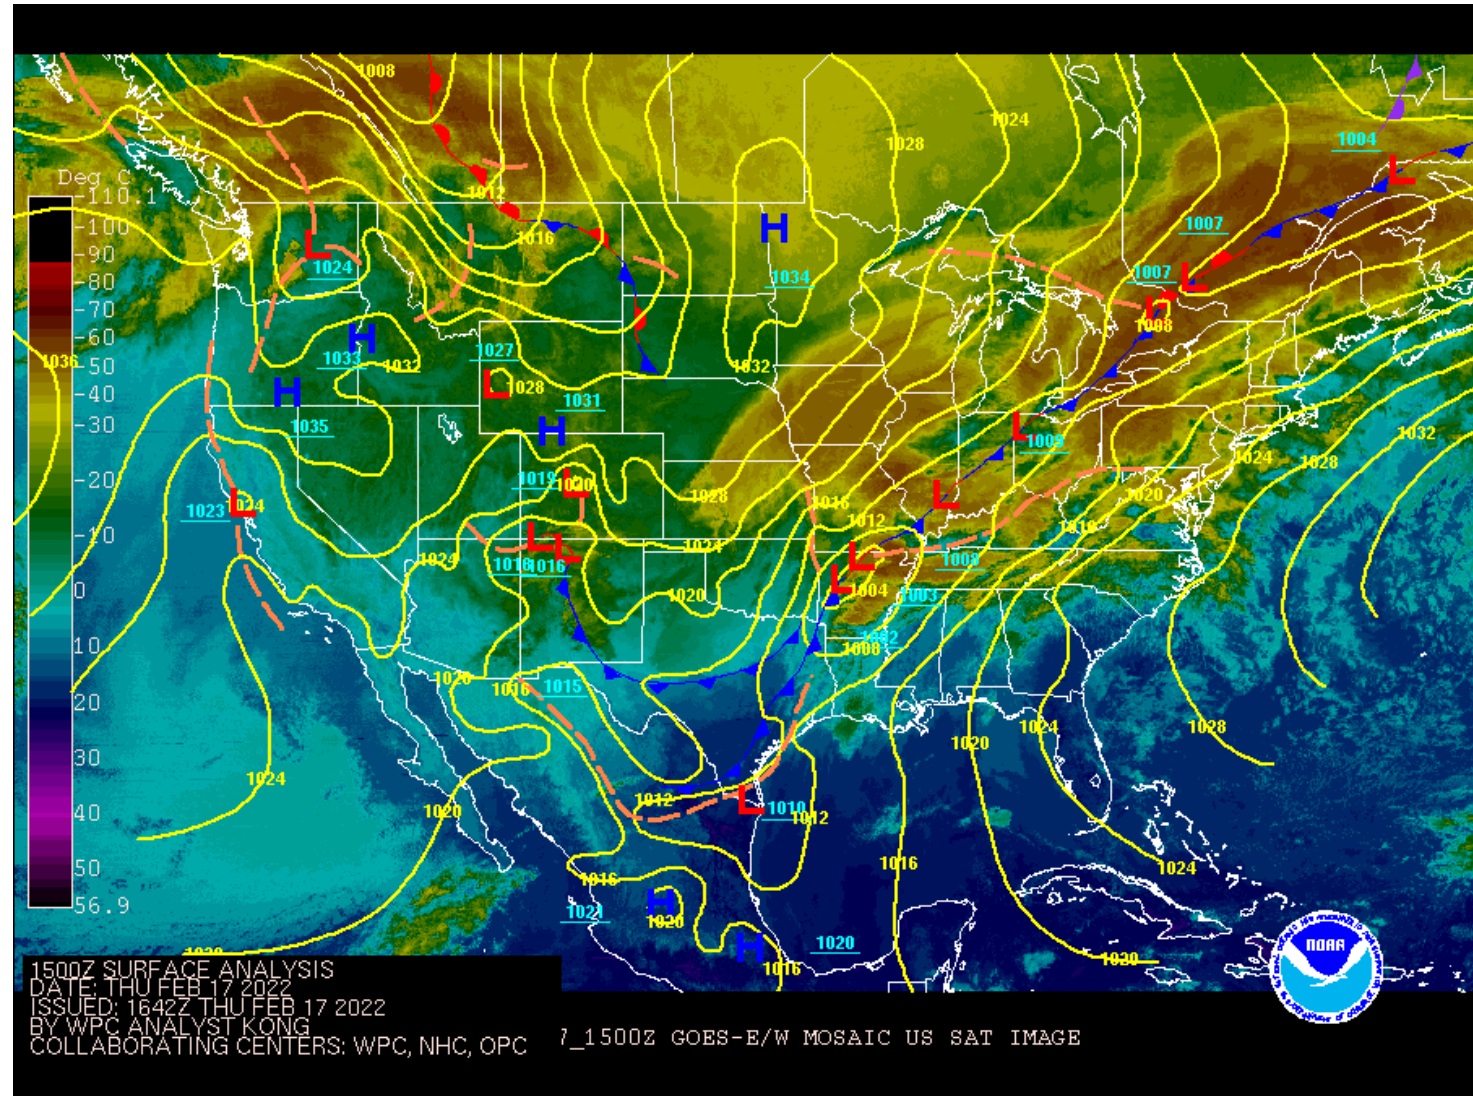 1008
1024
1028
1004
Deg C
-110.1
-100
-90
-80
-70
-60
-50
-40
-30
-20
-10
0
10
20
30
40
50
56.9
1012
1016
H
L
1024
1034
1007
1007
L
L
L
1008
1036
H
1033
1032
1027
L
1028
1032
H
1035
1031
H
L
1009
1032
1024
1028
1019
L
1020
1028
1016
L
1020
1023
L
1024
1012
1016
L
L
1024
1016
1016
1024
L
1008
L
1004
1003
1020
1002
1008
1020
1016
1015
1024
1020
1024
1028
1020
1012
L
1010
1012
1016
1016
1024
1021
H
1020
H
1020
1016
1020
1020
NOAA
1500Z SURFACE ANALYSIS
DATE: THU FEB 17 2022
ISSUED: 1642Z THU FEB 17 2022
BY WPC ANALYST KONG
COLLABORATING CENTERS: WPC, NHC, OPC
7_1500Z GOES-E/W MOSAIC US SAT IMAGE